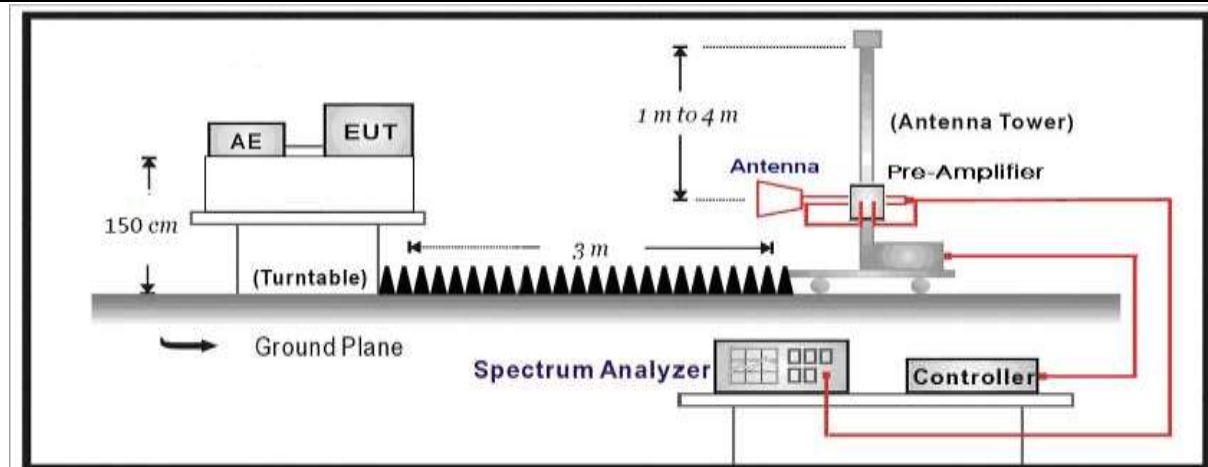 AE
EUT
150 cm
(Turntable)
3 m
1 m to 4 m
Antenna
(Antenna Tower)
Pre-Amplifier
Ground Plane
Spectrum Analyzer
Controller